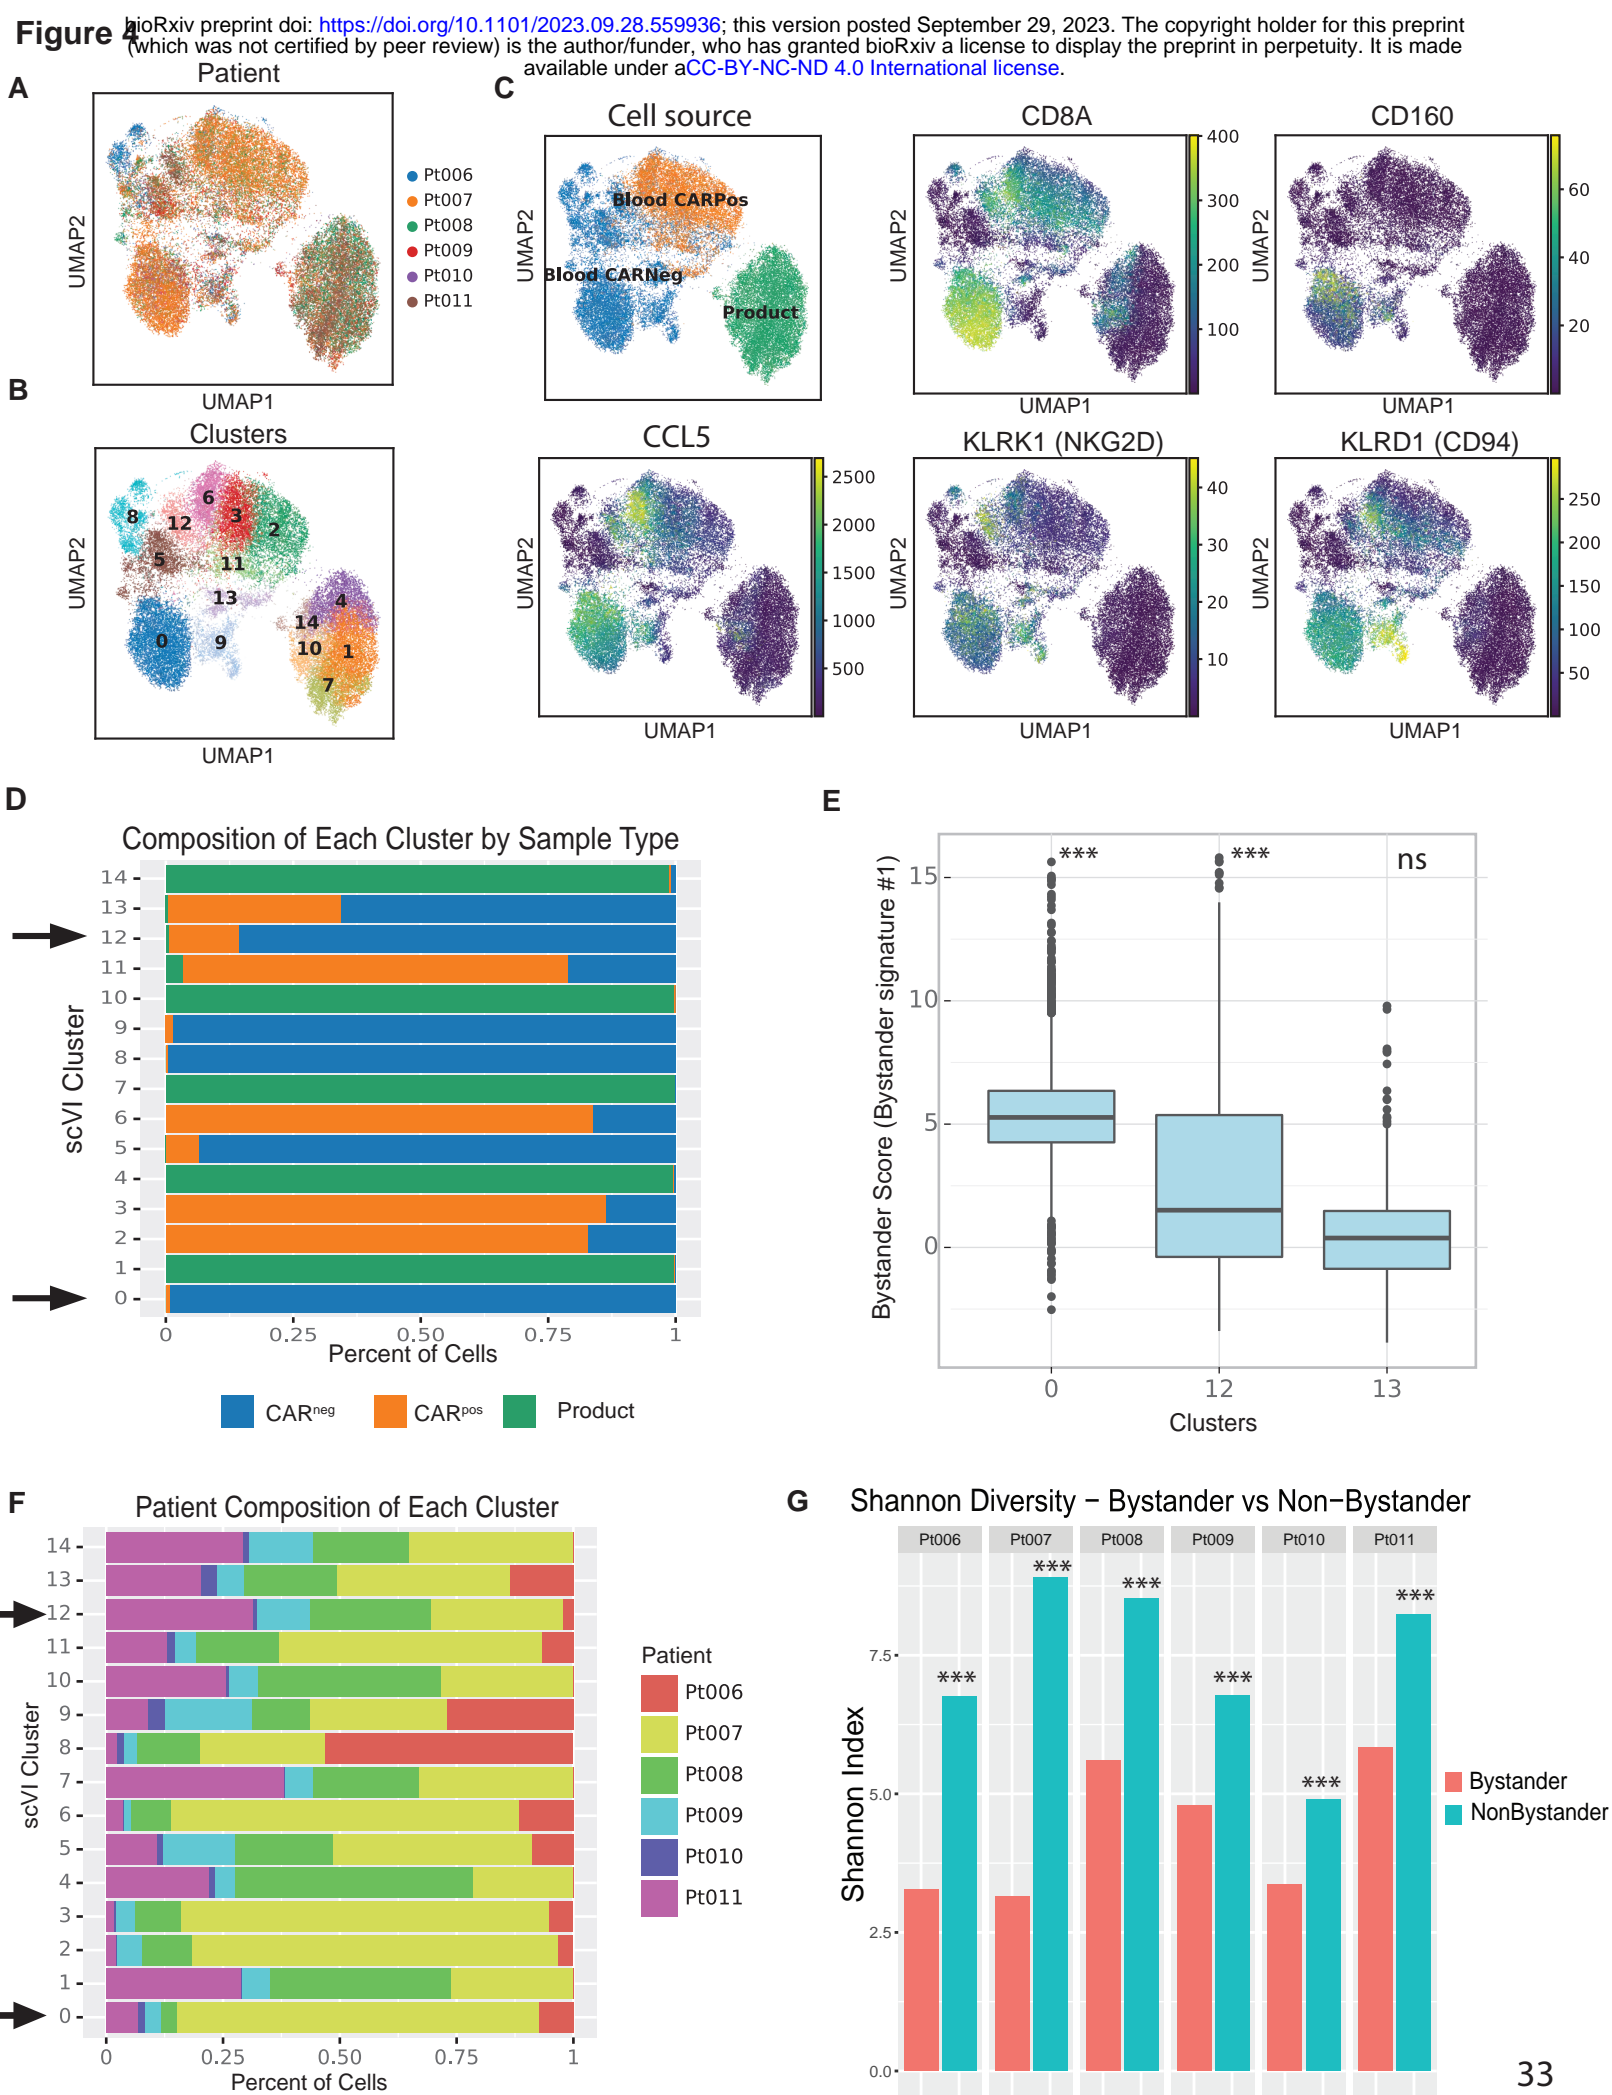 Figure 4
bioRxiv preprint doi: https://doi.org/10.1101/2023.09.28.559936; this version posted September 29, 2023. The copyright holder for this preprint
(which was not certified by peer review) is the author/funder, who has granted bioRxiv a license to display the preprint in perpetuity. It is made
available under aCC-BY-NC-ND 4.0 International license.
A
Patient
UMAP2
UMAP1
Pt006
Pt007
Pt008
Pt009
Pt010
Pt011
B
Clusters
8
6
3
2
12
5
11
13
4
14
0
9
10
1
7
UMAP2
UMAP1
C
Cell source
Blood CARPos
Blood CARNeg
Product
UMAP2
CD8A
400
300
200
100
UMAP2
UMAP1
CD160
60
40
20
UMAP2
UMAP1
CCL5
2500
2000
1500
1000
500
UMAP2
UMAP1
KLRK1 (NKG2D)
40
30
20
10
UMAP2
UMAP1
KLRD1 (CD94)
250
200
150
100
50
UMAP2
UMAP1
D
Composition of Each Cluster by Sample Type
scVI Cluster
14
13
12
11
10
9
8
7
6
5
4
3
2
1
0
0 0.25 0.50 0.75 1
Percent of Cells
CARneg CARpos Product
E
Bystander Score (Bystander signature #1)
15
10
5
0
*** *** ns
0 12 13
Clusters
F
Patient Composition of Each Cluster
scVI Cluster
14
13
12
11
10
9
8
7
6
5
4
3
2
1
0
0 0.25 0.50 0.75 1
Percent of Cells
Patient
Pt006
Pt007
Pt008
Pt009
Pt010
Pt011
G
Shannon Diversity − Bystander vs Non−Bystander
Pt006 Pt007 Pt008 Pt009 Pt010 Pt011
*** *** *** *** *** ***
Shannon Index
7.5
5.0
2.5
0.0
Bystander
NonBystander
33